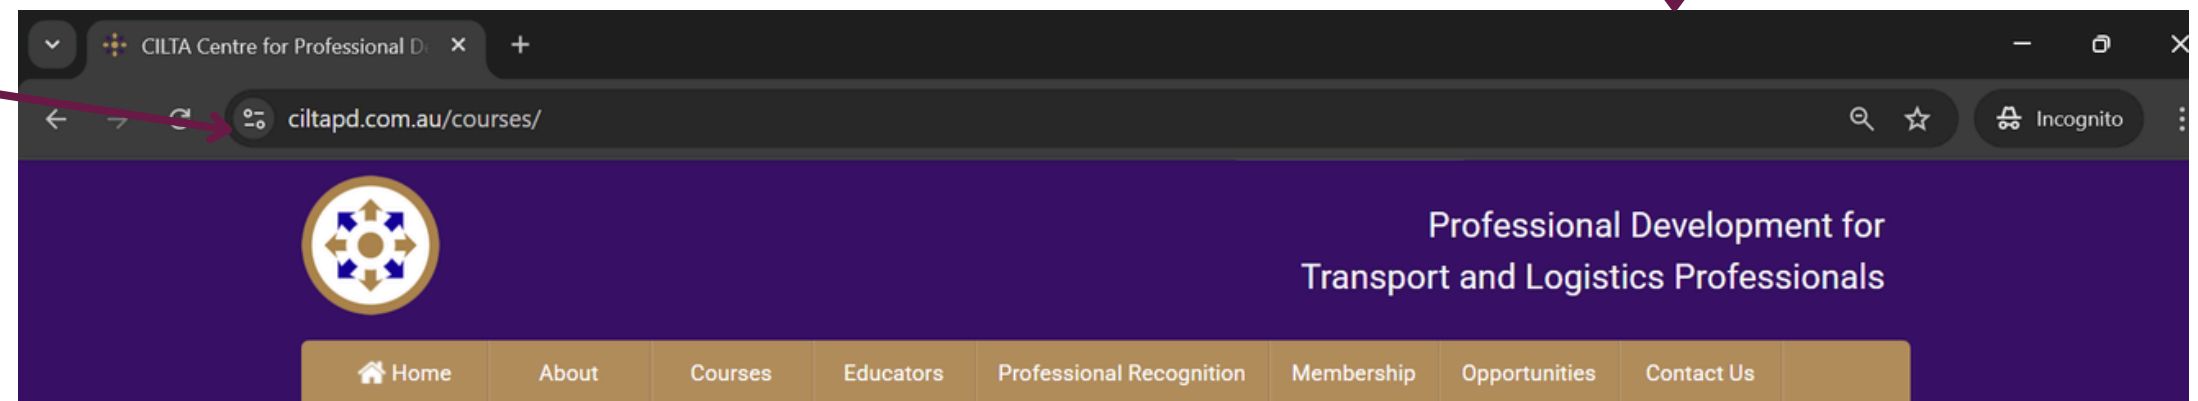 CILTA Centre for Professional D
ciltapd.com.au/courses/
Incognito
Professional Development for
Transport and Logistics Professionals
Home About Courses Educators Professional Recognition Membership Opportunities Contact Us